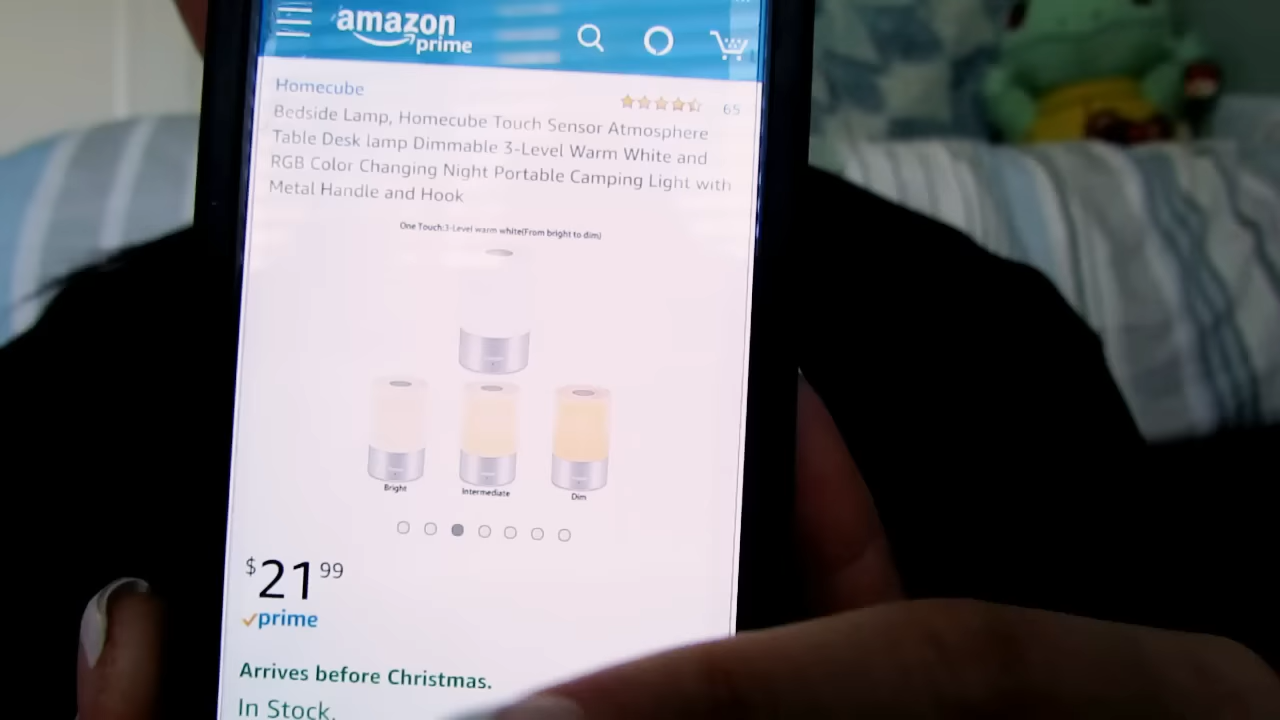 amazon
prime
Homecube
65
Bedside Lamp, Homecube Touch Sensor Atmosphere
Table Desk lamp Dimmable 3-Level Warm White and
RGB Color Changing Night Portable Camping Light with
Metal Handle and Hook
One Touch:3-Level warm white(From bright to dim)
Bright Intermediate Dim
$21 99
prime
Arrives before Christmas.
In Stock.